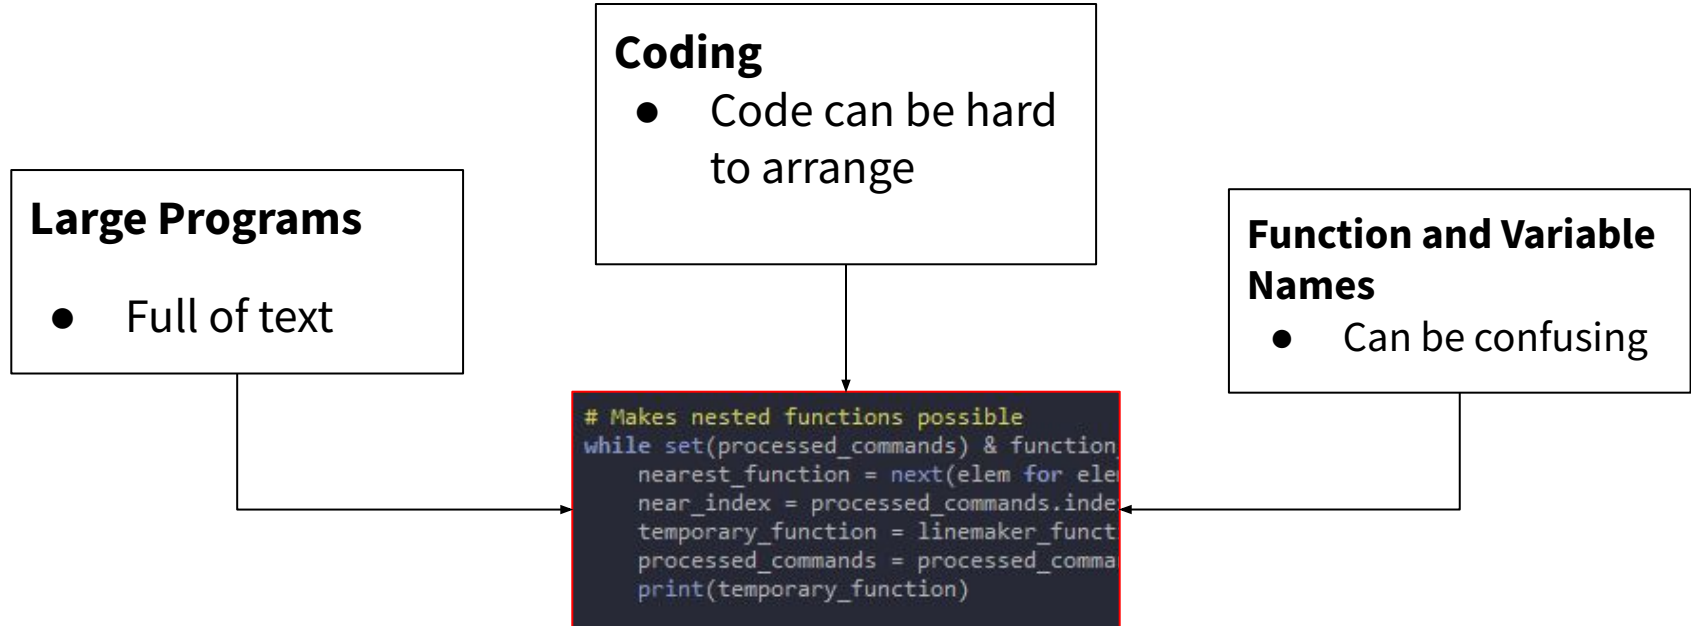 Coding
● Code can be hard
to arrange
Large Programs
● Full of text
Function and Variable
Names
● Can be confusing
# Makes nested functions possible
while set(processed_commands) & function_
nearest_function = next(elem for ele
near_index = processed_commands.inde
temporary_function = linemaker_funct
processed_commands = processed_comma
print(temporary_function)